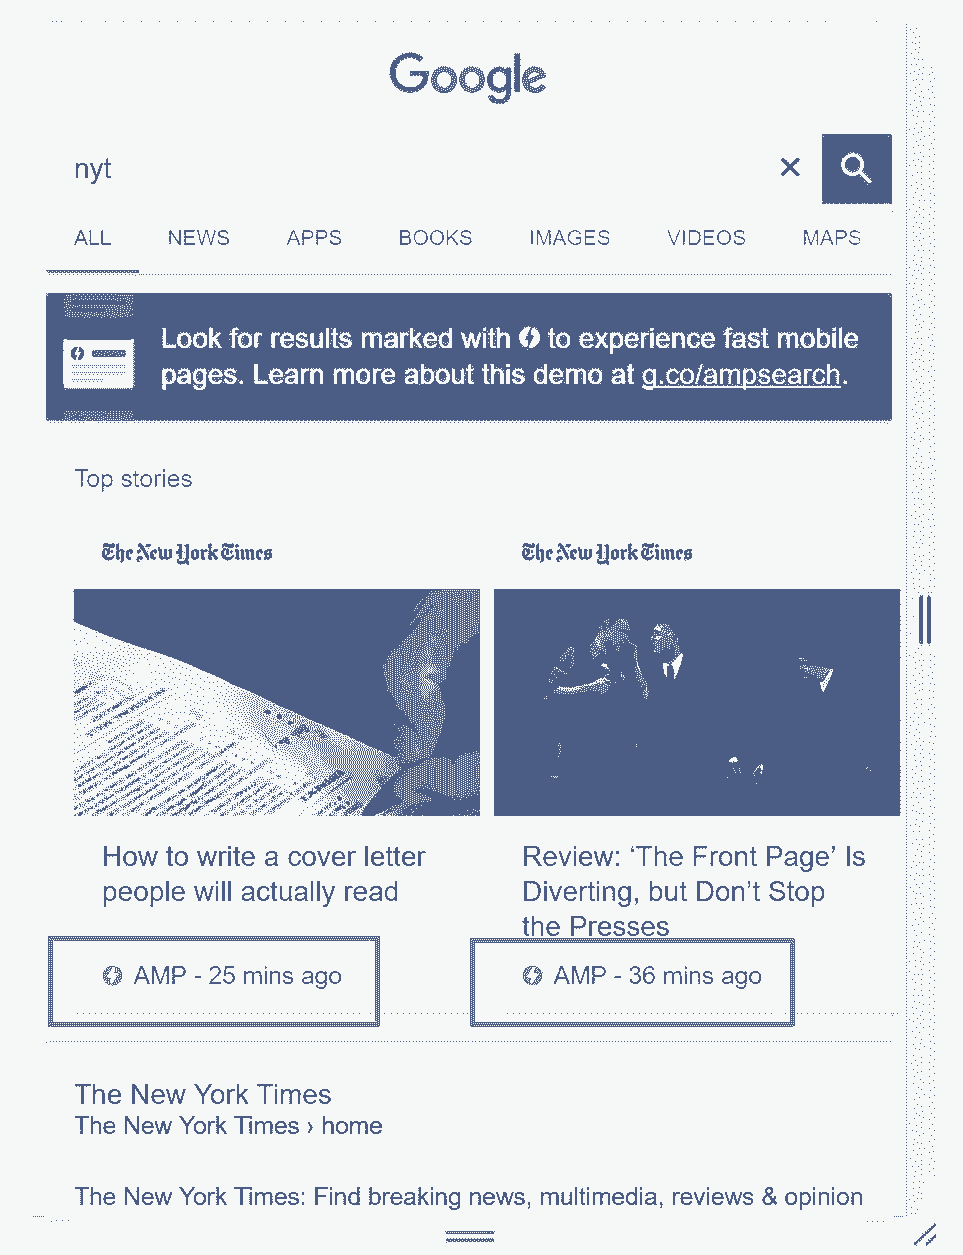 Google
nyt
ALL NEWS APPS BOOKS IMAGES VIDEOS MAPS
Look for results marked with to experience fast mobile
pages. Learn more about this demo at g.co/ampsearch.
Top stories
The New York Times The New York Times
How to write a cover letter
people will actually read
AMP - 25 mins ago
Review: ‘The Front Page’ Is
Diverting, but Don’t Stop
the Presses
AMP - 36 mins ago
The New York Times
The New York Times › home
The New York Times: Find breaking news, multimedia, reviews & opinion